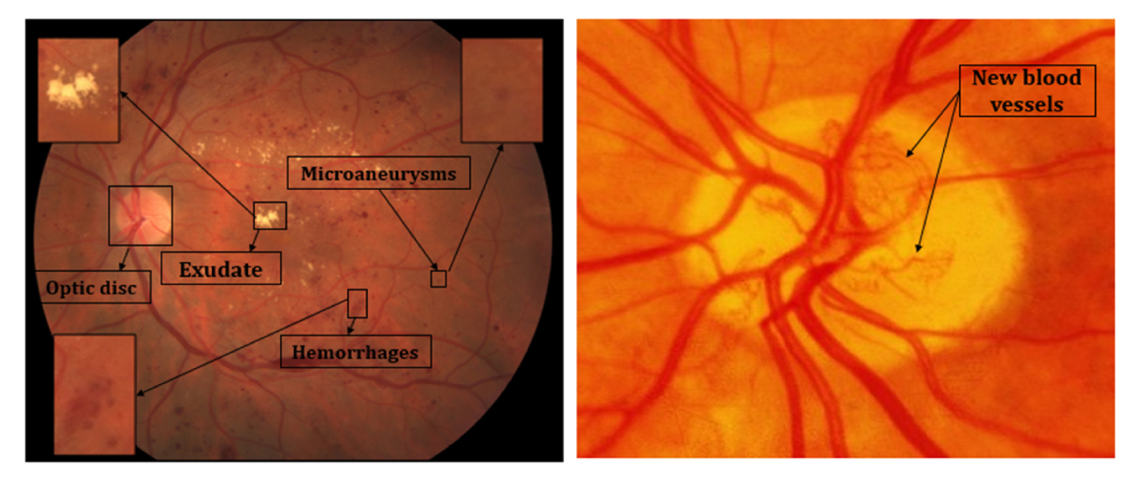 Microaneurysms
Exudate
Optic disc
Hemorrhages
New blood
vessels